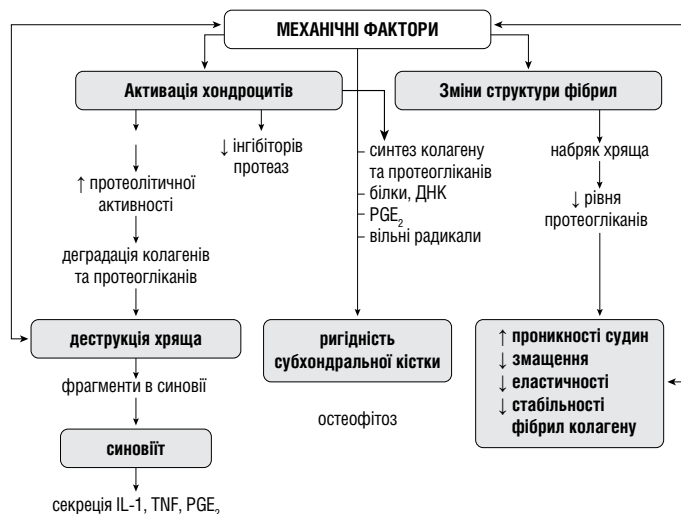 МЕХАНІЧНІ ФАКТОРИ
Активація хондроцитів
Зміни структури фібрил
↓ інгібіторів
протеаз
↑ протеолітичної
активності
деградація колагенів
та протеогліканів
- синтез колагену
та протеогліканів
- білки, ДНК
- PGE₂
- вільні радикали
набряк хряща
↓ рівня
протеогліканів
деструкція хряща
ригідність
субхондральної кістки
↑ проникності судин
↓ змащення
↓ еластичності
↓ стабільності
фібрил колагену
фрагменти в синовії
остеофітоз
синовіїт
секреція IL-1, TNF, PGE₂